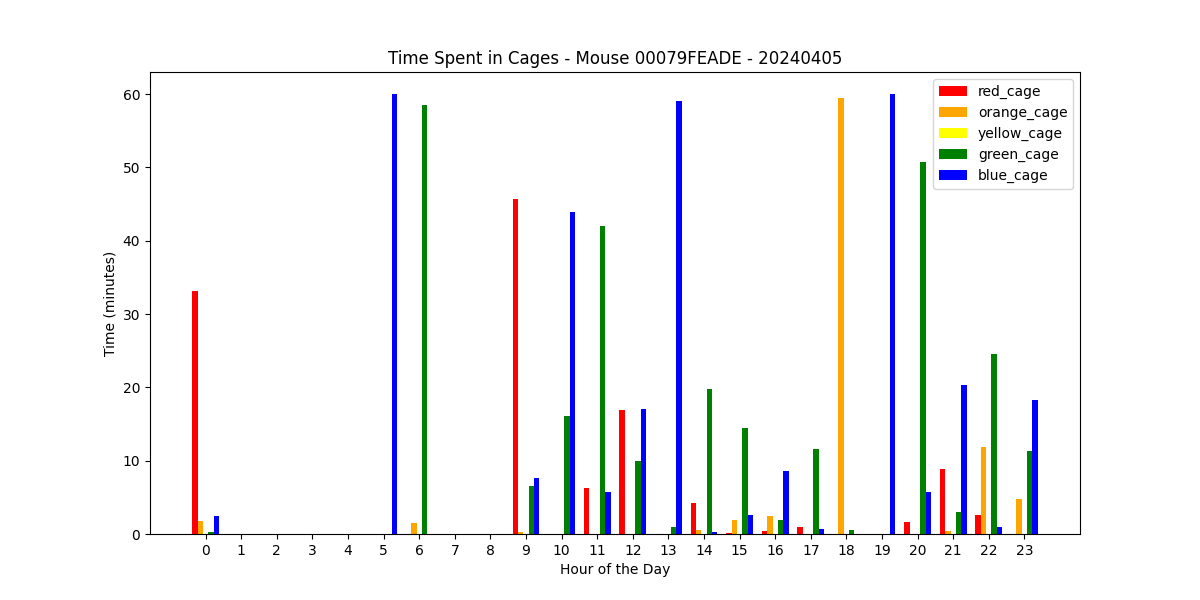 Time Spent in Cages - Mouse 00079FEADE - 20240405
red_cage
orange_cage
yellow_cage
green_cage
blue_cage
60
50
40
30
20
10
0
Time (minutes)
0 1 2 3 4 5 6 7 8 9 10 11 12 13 14 15 16 17 18 19 20 21 22 23
Hour of the Day